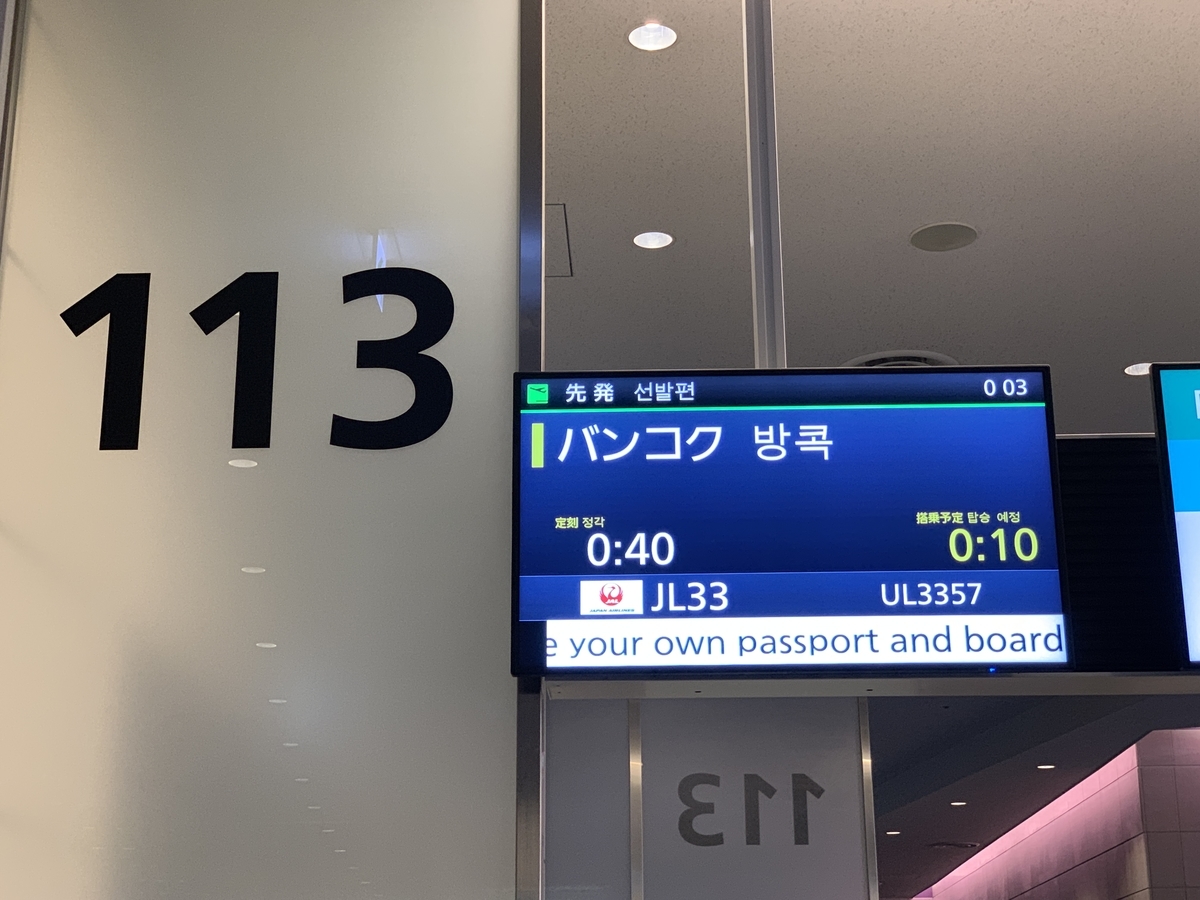 113
先発 선발편 0 03
バンコク 방콕
定刻 정각 搭乗予定 탑승 예정
0:40 0:10
JAPAN AIRLINES JL33 UL3357
e your own passport and board
113